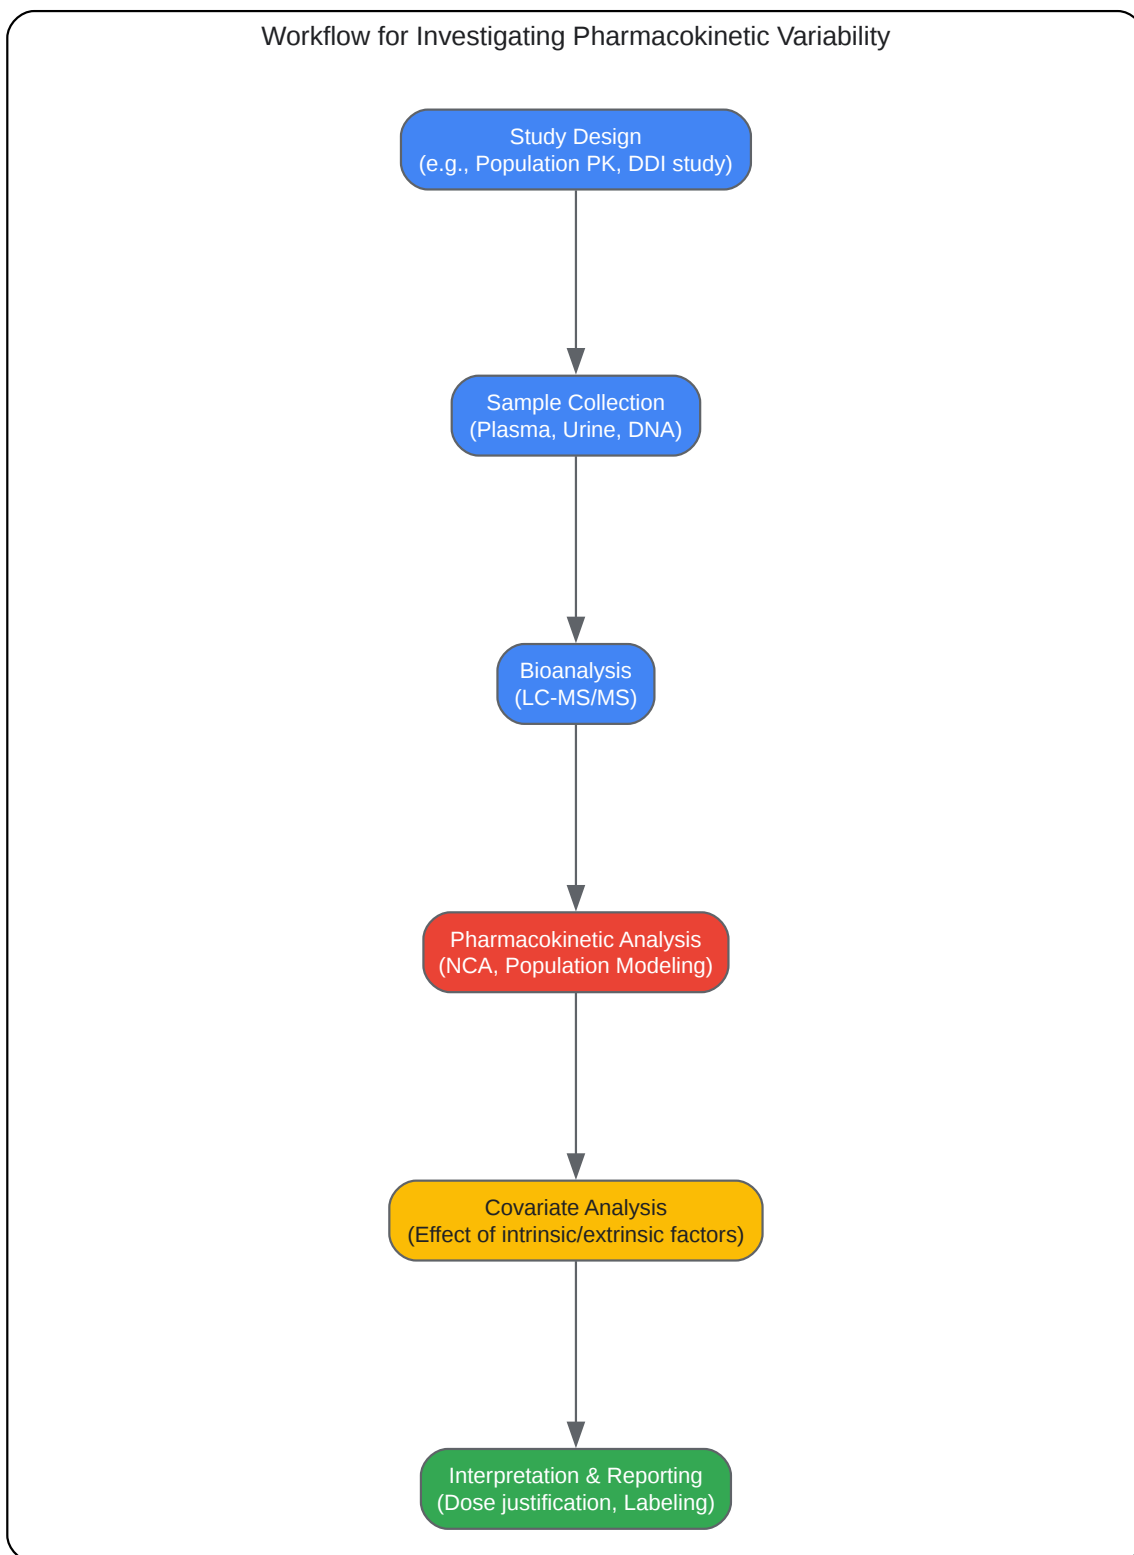 Workflow for Investigating Pharmacokinetic Variability
Study Design
(e.g., Population PK, DDI study)
Sample Collection
(Plasma, Urine, DNA)
Bioanalysis
(LC-MS/MS)
Pharmacokinetic Analysis
(NCA, Population Modeling)
Covariate Analysis
(Effect of intrinsic/extrinsic factors)
Interpretation & Reporting
(Dose justification, Labeling)